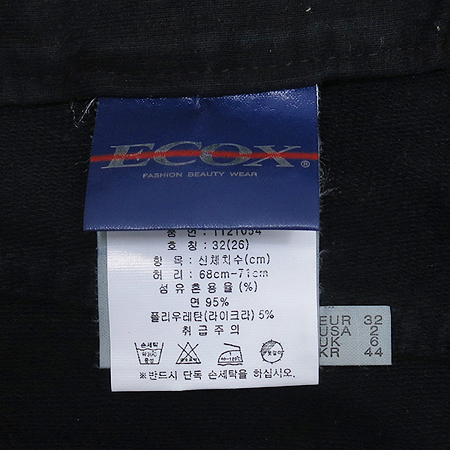 ECOX®
FASHION BEAUTY WEAR
품 번 : 1121034
호 칭 : 32(26)
항 목 : 신체치수(cm)
허 리 : 68cm-71cm
섬유혼용율(%)
면 95%
폴리우레탄(라이크라) 5%
취급주의
※반드시 단독 손세탁을 하십시오.
EUR 32
USA 2
UK 6
KR 44